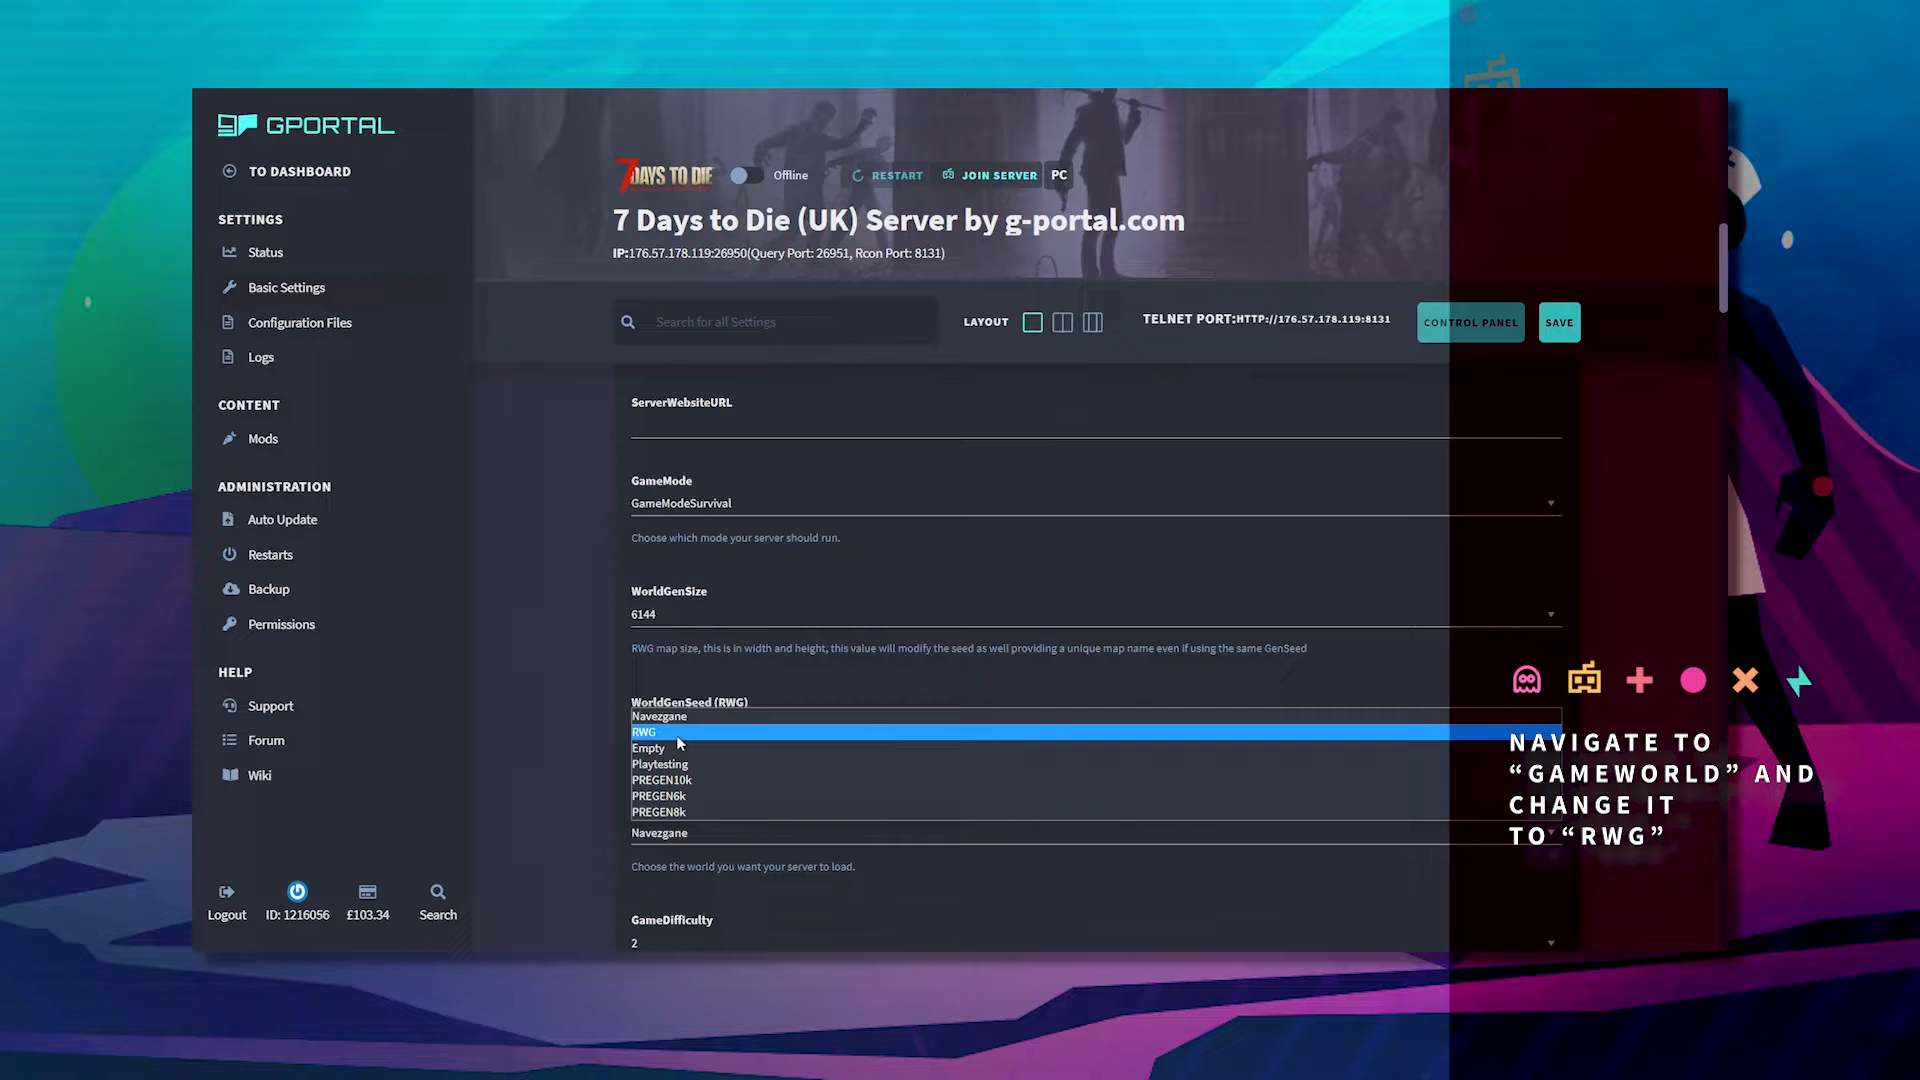 GPORTAL
TO DASHBOARD
SETTINGS
Status
Basic Settings
Configuration Files
Logs
CONTENT
Mods
ADMINISTRATION
Auto Update
Restarts
Backup
Permissions
HELP
Support
Forum
Wiki
Logout
ID: 1216056
£103.34
Search
7 DAYS TO DIE
Offline
RESTART
JOIN SERVER
PC
7 Days to Die (UK) Server by g-portal.com
IP:176.57.178.119:26950(Query Port: 26951, Rcon Port: 8131)
Search for all Settings
LAYOUT
TELNET PORT:HTTP://176.57.178.119:8131
CONTROL PANEL
SAVE
ServerWebsiteURL
GameMode
GameModeSurvival
Choose which mode your server should run.
WorldGenSize
6144
RWG map size, this is in width and height, this value will modify the seed as well providing a unique map name even if using the same GenSeed
WorldGenSeed (RWG)
Navezgane
RWG
Empty
Playtesting
PREGEN10k
PREGEN6k
PREGEN8k
Navezgane
Choose the world you want your server to load.
GameDifficulty
2
NAVIGATE TO
“GAMEWORLD” AND
CHANGE IT
TO “RWG”